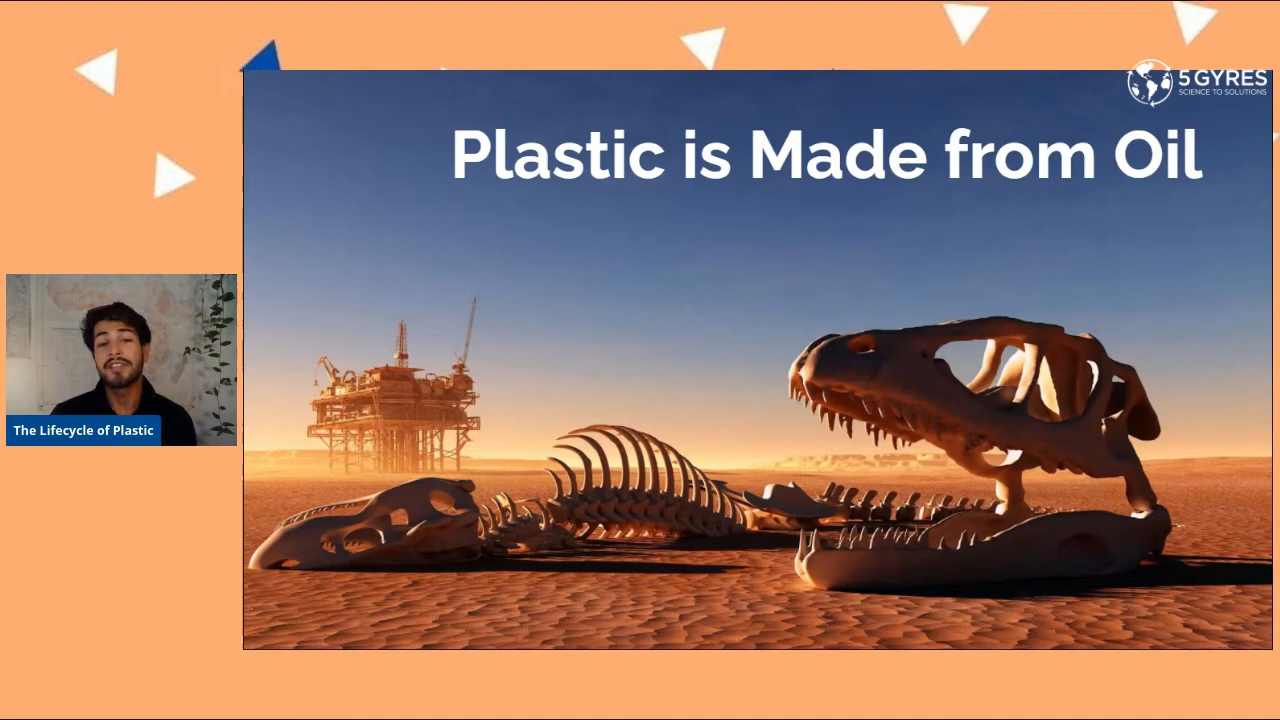 5 GYRES
SCIENCE TO SOLUTIONS
Plastic is Made from Oil
The Lifecycle of Plastic